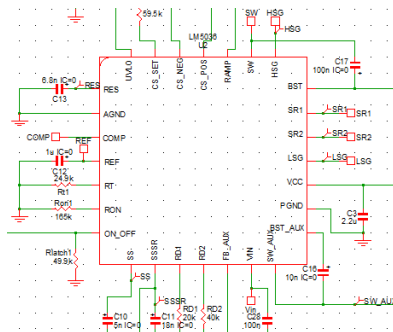 59.5k
LM5036
U2
SW
HSG
HSG
C17
100n IC=0
UVLO
CS_SET
CS_NEG
CS_POS
RAMP
SW
HSG
6.8n IC=0
RES
C13
RES
BST
AGND
SR1
SR1
SR1
COMP
COMP
SR2
SR2
SR2
REF
1u IC=0
C12
REF
LSG
LSG
LSG
24.9k
Rt1
RT
VCC
Ron1
165k
RON
PGND
C3
2.2u
ON_OFF
BST_AUX
Rlatch1
49.9k
SS
SSSR
RD1
RD2
FB_AUX
VIN
SW_AUX
C16
10n IC=0
SS
SSSR
Vin
SW_AUX
C10
5n IC=0
C11
18n IC=0
RD1
20k
RD2
40k
C28
100n